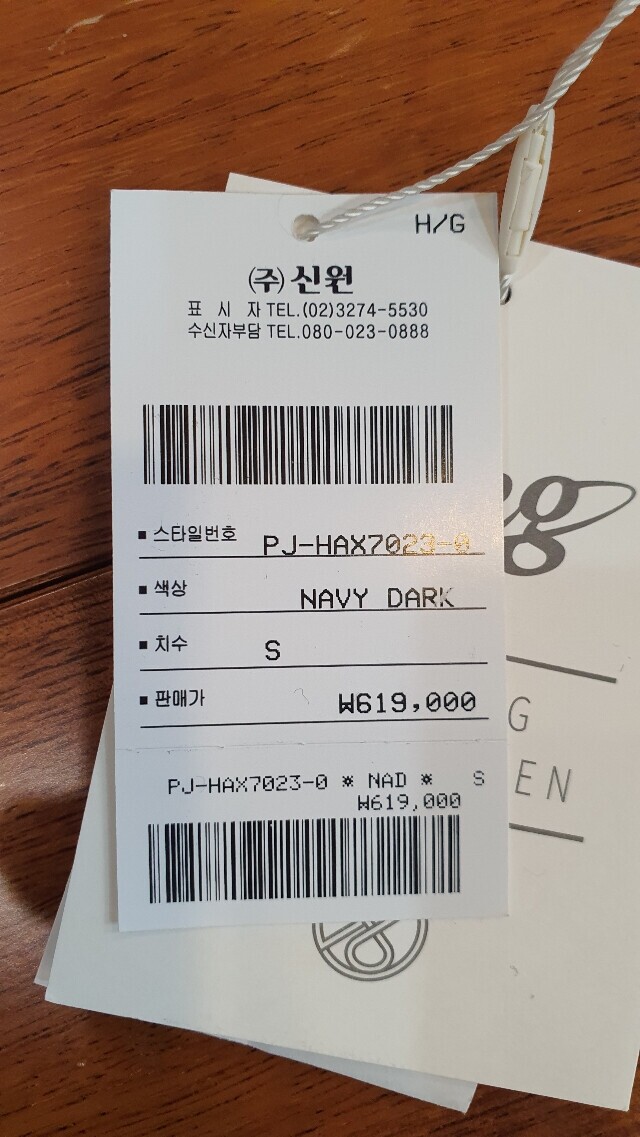 H/G
(주) 신원
표 시 자 TEL.(02)3274-5530
수신자부담 TEL.080-023-0888
■ 스타일번호 PJ-HAX7023-0
■ 색상 NAVY DARK
■ 치수 S
■ 판매가 ₩619,000
PJ-HAX7023-0 * NAD * S
₩619,000
g
G
EN